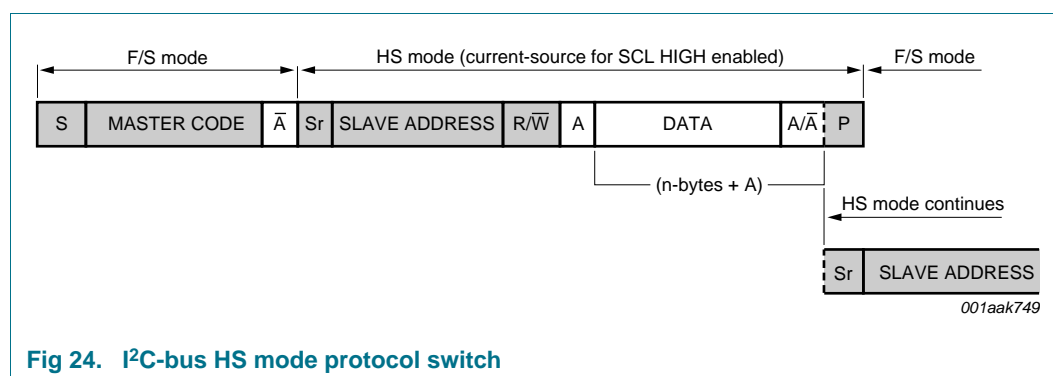 F/S mode HS mode (current-source for SCL HIGH enabled) F/S mode
S MASTER CODE A̅ Sr SLAVE ADDRESS R/W̅ A DATA A/A̅ P
(n-bytes + A)
HS mode continues
Sr SLAVE ADDRESS
001aak749
Fig 24. I²C-bus HS mode protocol switch